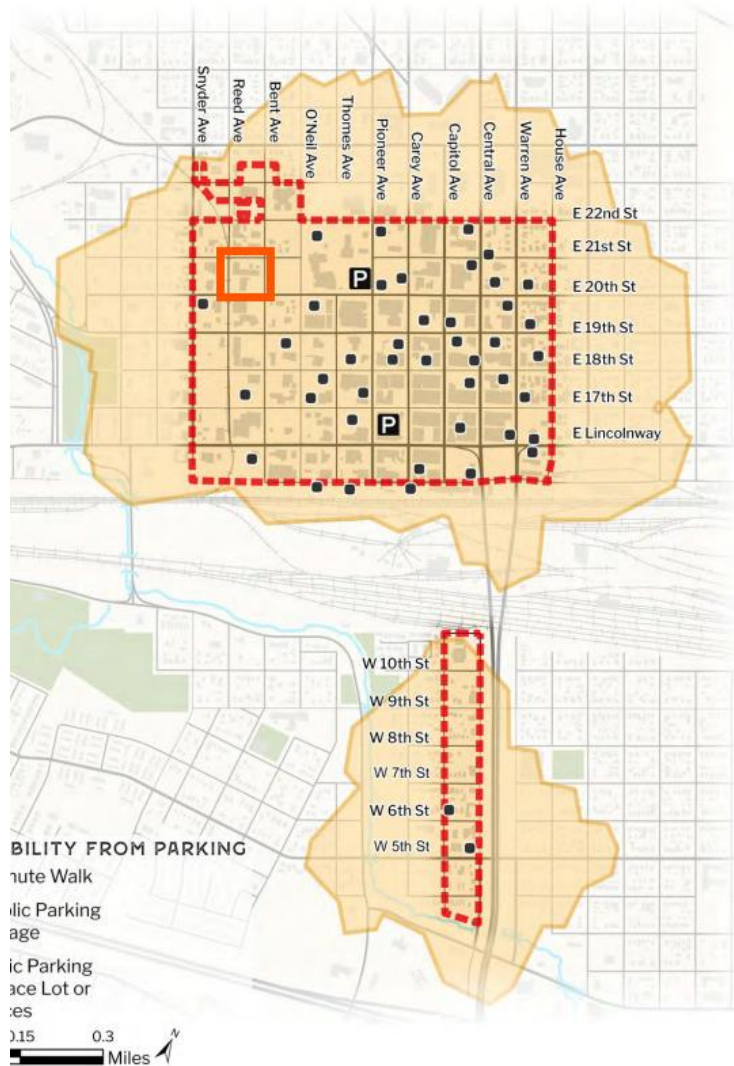 Snyder Ave
Reed Ave
Bent Ave
O'Neil Ave
Thomes Ave
Pioneer Ave
Carey Ave
Capitol Ave
Central Ave
Warren Ave
House Ave
E 22nd St
E 21st St
P
E 20th St
E 19th St
E 18th St
E 17th St
P
E Lincolnway
W 10th St
W 9th St
W 8th St
W 7th St
W 6th St
W 5th St
BILITY FROM PARKING
nute Walk
olic Parking
age
ic Parking
ace Lot or
ces
0.15 0.3
Miles N